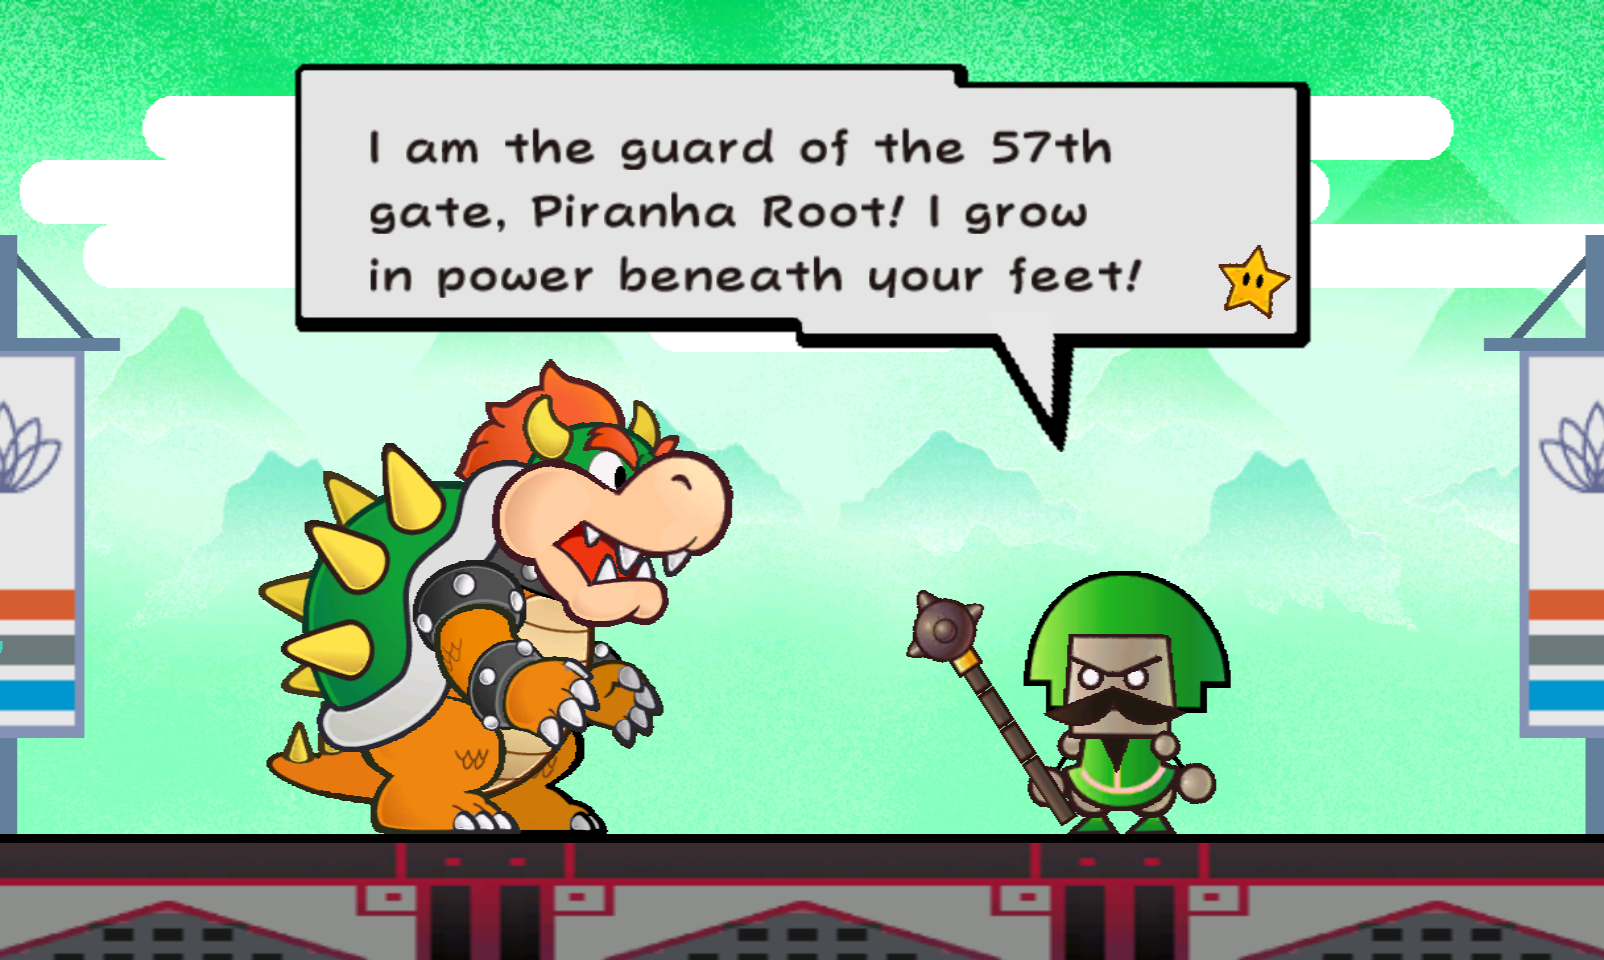 I am the guard of the 57th
gate, Piranha Root! I grow
in power beneath your feet!